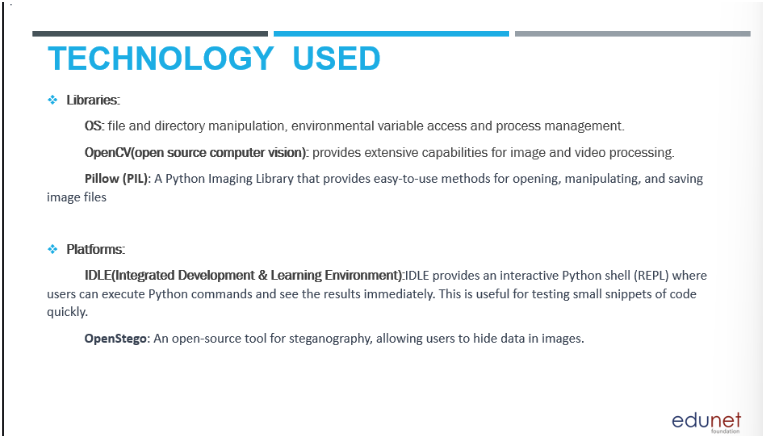 TECHNOLOGY USED
❖ Libraries:
OS: file and directory manipulation, environmental variable access and process management.
OpenCV(open source computer vision): provides extensive capabilities for image and video processing.
Pillow (PIL): A Python Imaging Library that provides easy-to-use methods for opening, manipulating, and saving
image files
❖ Platforms:
IDLE(Integrated Development & Learning Environment):IDLE provides an interactive Python shell (REPL) where
users can execute Python commands and see the results immediately. This is useful for testing small snippets of code
quickly.
OpenStego: An open-source tool for steganography, allowing users to hide data in images.
edunet
foundation